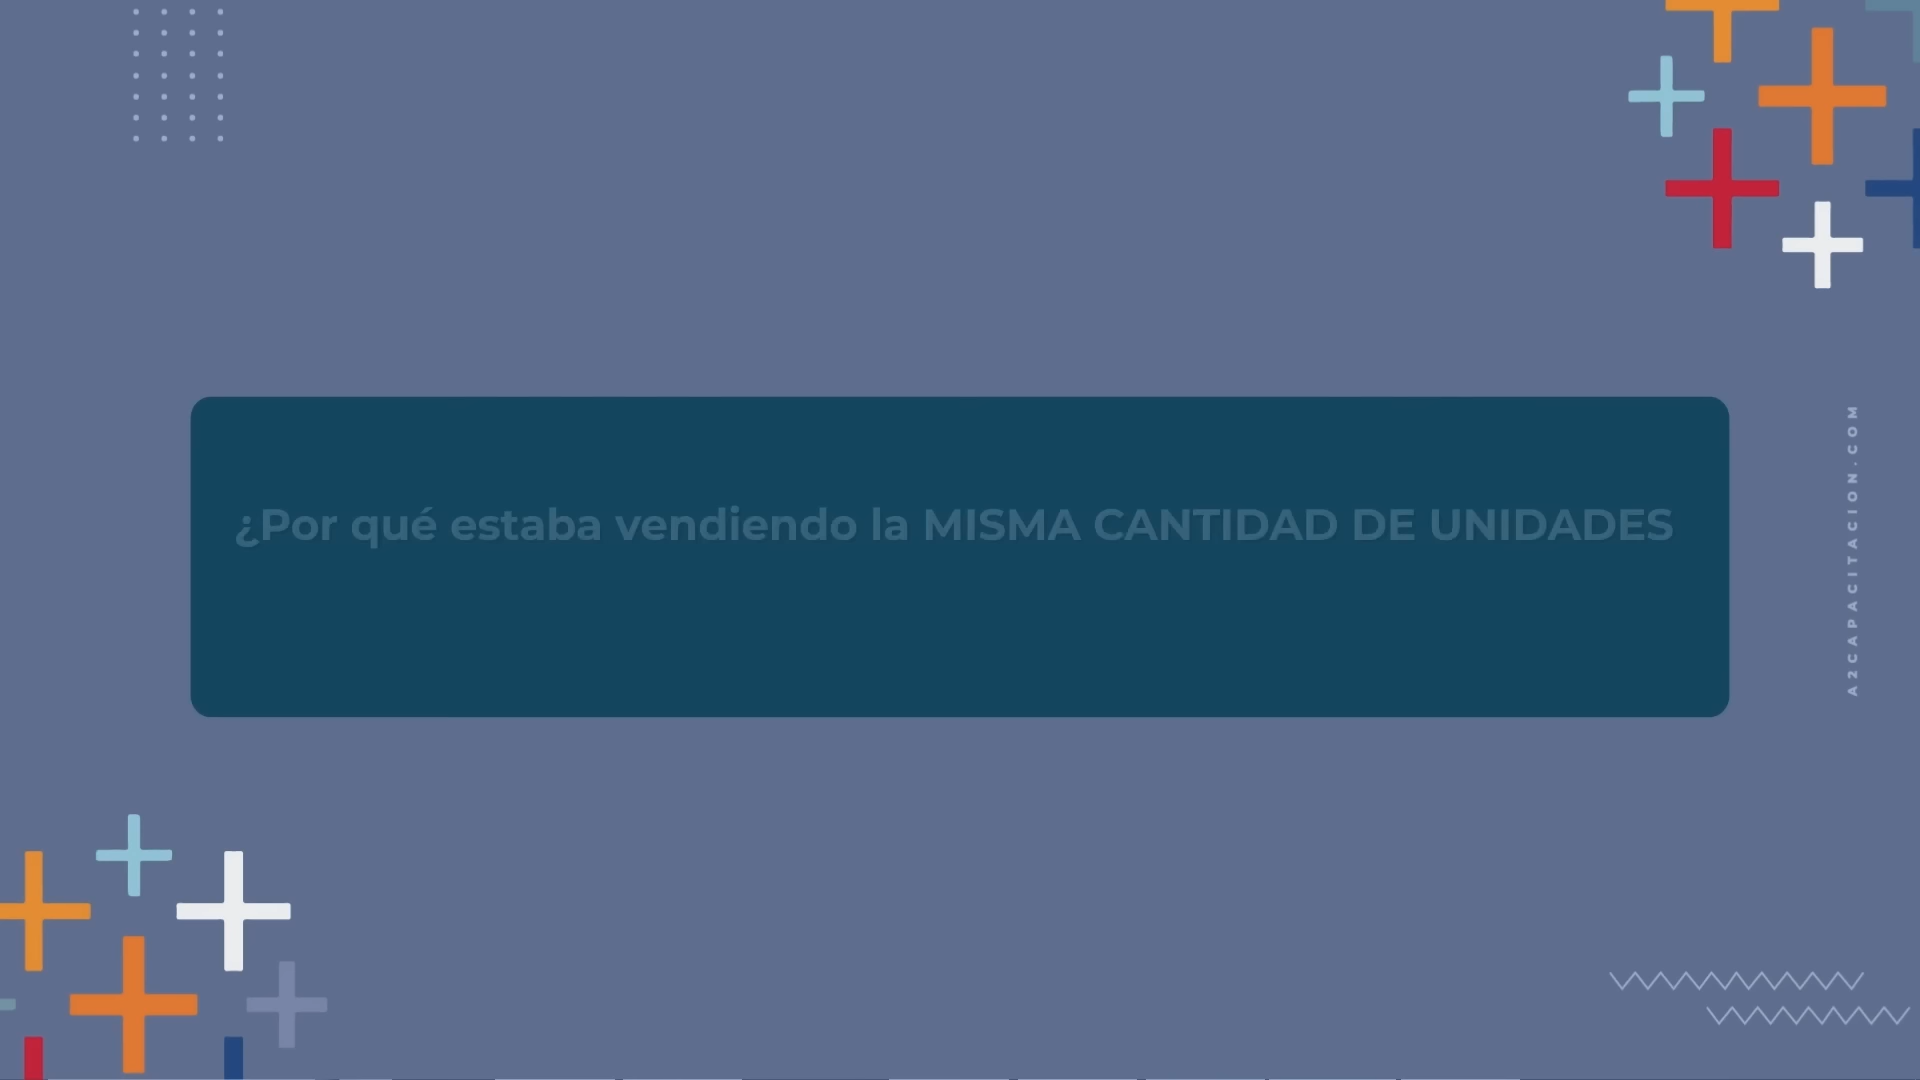 ¿Por qué estaba vendiendo la MISMA CANTIDAD DE UNIDADES
A2CAPACITACION.COM